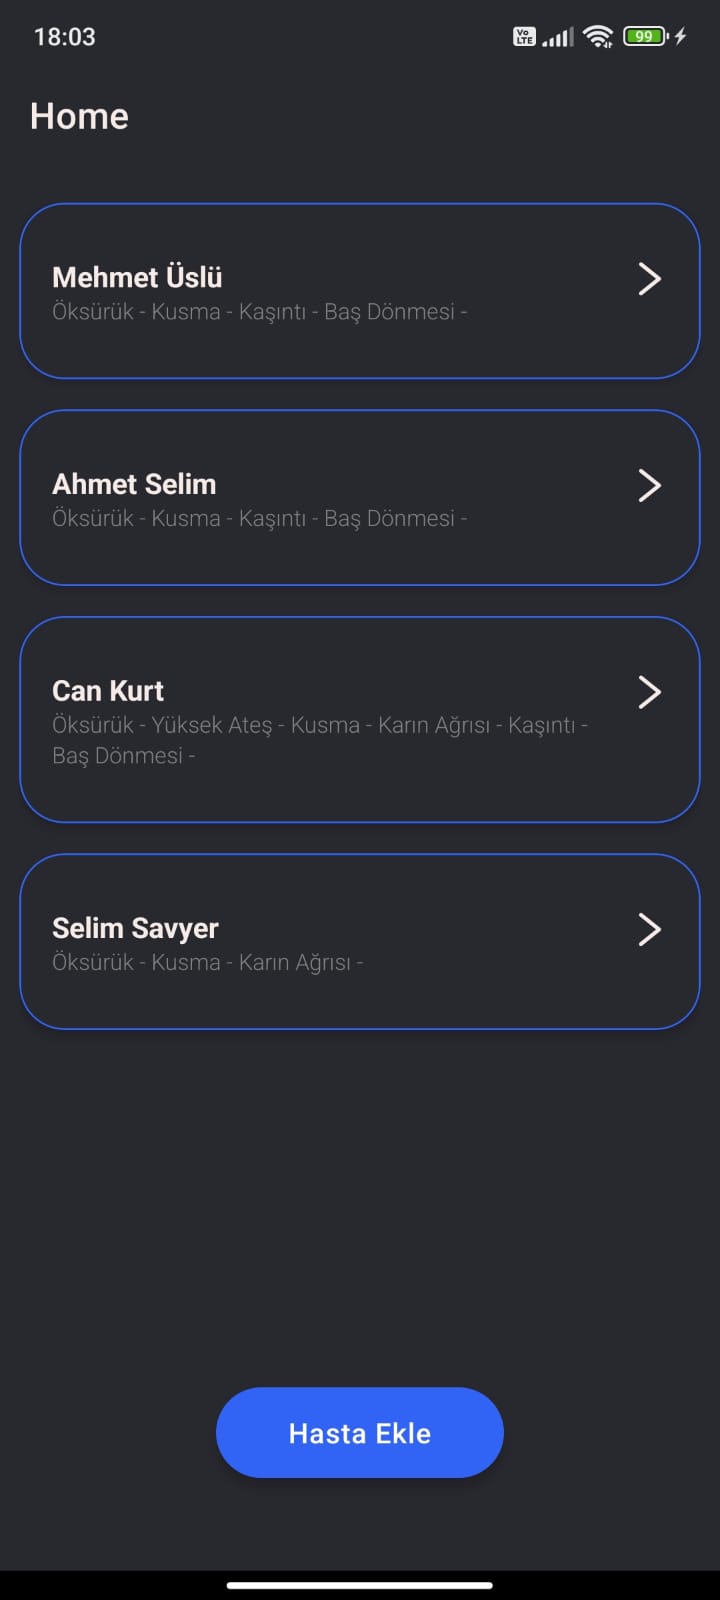 18:03
Vo LTE
99
Home
Mehmet Üslü
Öksürük - Kusma - Kaşıntı - Baş Dönmesi -
Ahmet Selim
Öksürük - Kusma - Kaşıntı - Baş Dönmesi -
Can Kurt
Öksürük - Yüksek Ateş - Kusma - Karın Ağrısı - Kaşıntı -
Baş Dönmesi -
Selim Savyer
Öksürük - Kusma - Karın Ağrısı -
Hasta Ekle